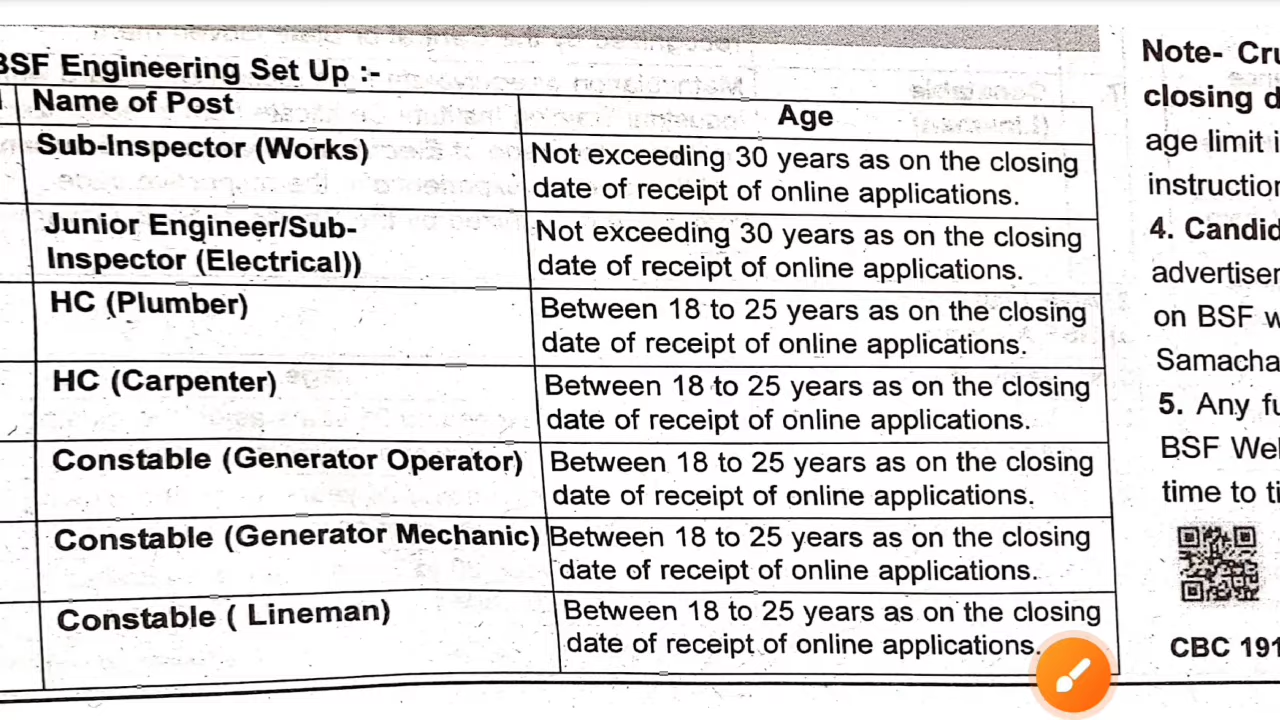 BSF Engineering Set Up :-
Name of Post
Age
Sub-Inspector (Works)
Not exceeding 30 years as on the closing
date of receipt of online applications.
Junior Engineer/Sub-
Inspector (Electrical))
Not exceeding 30 years as on the closing
date of receipt of online applications.
HC (Plumber)
Between 18 to 25 years as on the closing
date of receipt of online applications.
HC (Carpenter)
Between 18 to 25 years as on the closing
date of receipt of online applications.
Constable (Generator Operator)
Between 18 to 25 years as on the closing
date of receipt of online applications.
Constable (Generator Mechanic)
Between 18 to 25 years as on the closing
date of receipt of online applications.
Constable ( Lineman)
Between 18 to 25 years as on the closing
date of receipt of online applications.
Note-
closing
age limit
4.
on BSF
5. Any
BSF
time to
CBC 191